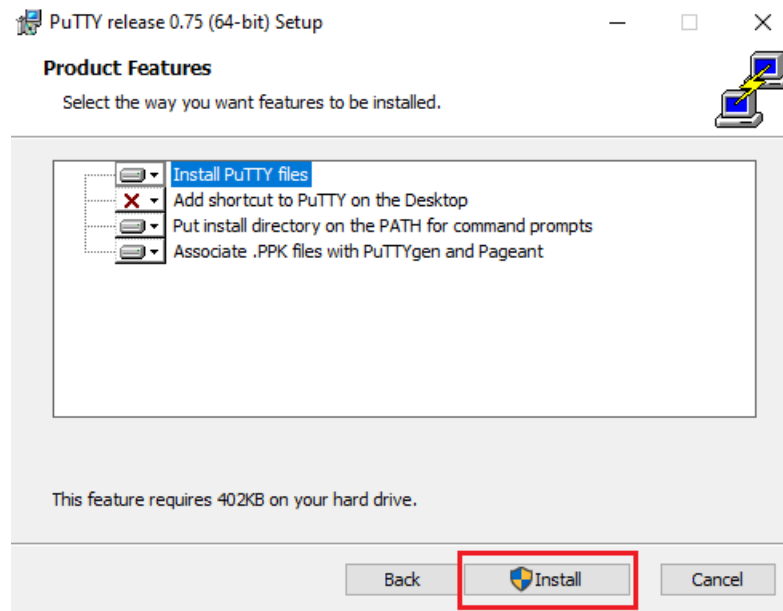 PuTTY release 0.75 (64-bit) Setup
Product Features
Select the way you want features to be installed.
Install PuTTY files
Add shortcut to PuTTY on the Desktop
Put install directory on the PATH for command prompts
Associate .PPK files with PuTTYgen and Pageant
This feature requires 402KB on your hard drive.
Back Install Cancel